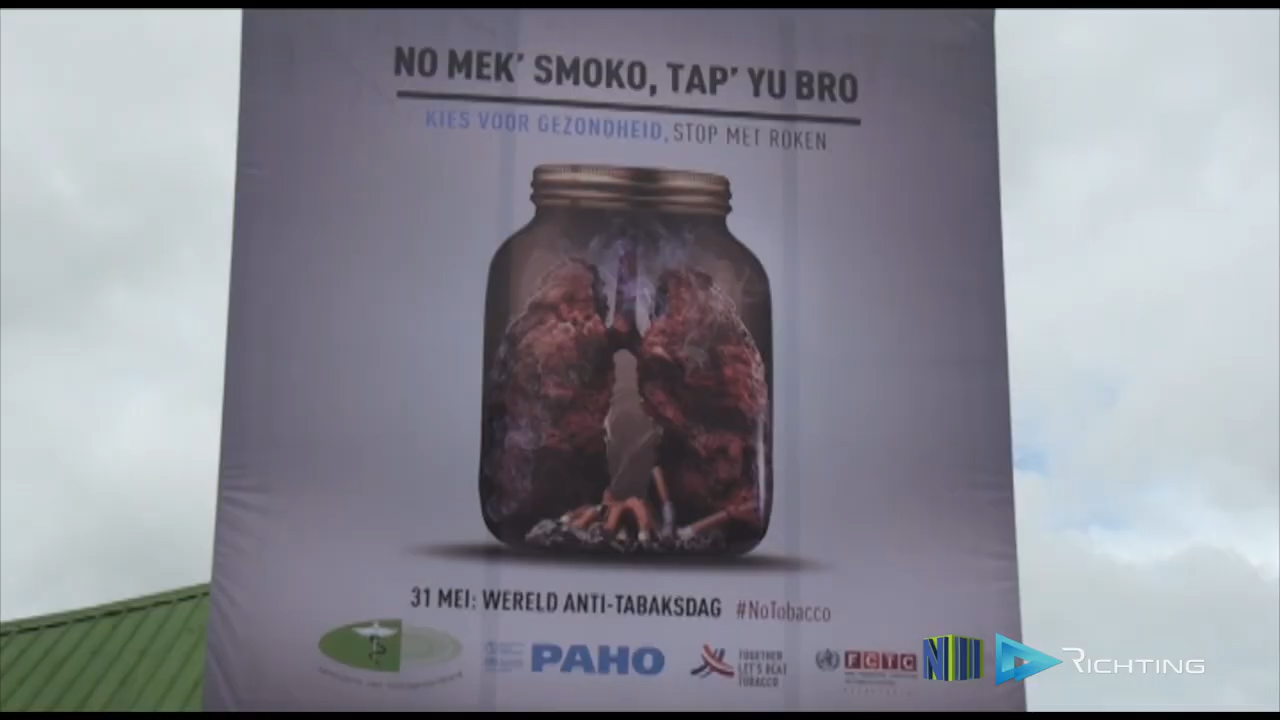 NO MEK' SMOKO, TAP' YU BRO
KIES VOOR GEZONDHEID, STOP MET ROKEN
31 MEI: WERELD ANTI-TABAKSDAG #NoTobacco
PAHO
TOGETHER
LET'S BEAT
TOBACCO
FCTC
NII
RICHTING